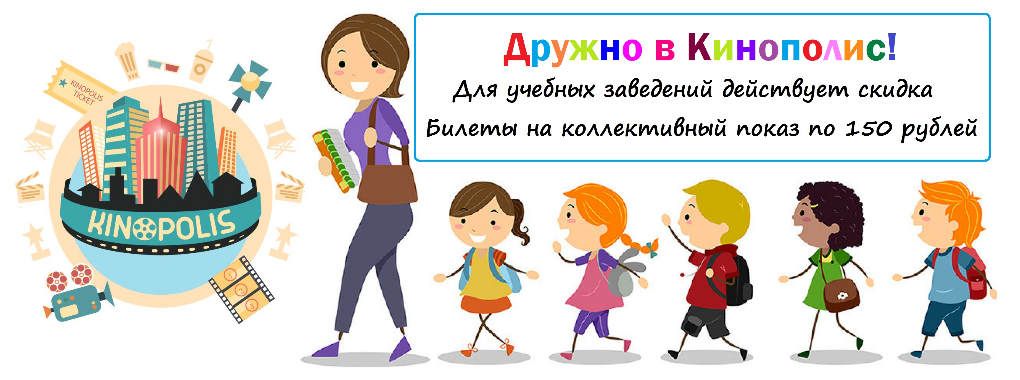 KINOPOLIS
TICKET
KINOPOLIS
Дружно в Кинополис!
Для учебных заведений действует скидка
Билеты на коллективный показ по 150 рублей